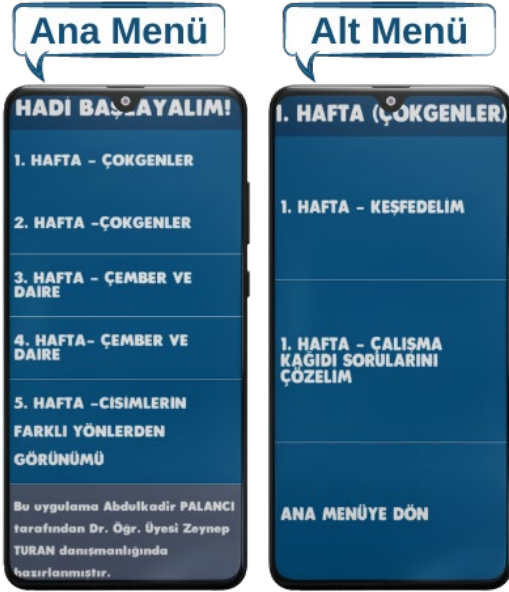 Ana Menü
HADİ BAŞLAYALIM!
1. HAFTA - ÇOKGENLER
2. HAFTA -ÇOKGENLER
3. HAFTA - ÇEMBER VE
DAIRE
4. HAFTA- ÇEMBER VE
DAIRE
5. HAFTA -CISIMLERIN
FARKLI YÖNLERDEN
GÖRÜNÜMÜ
Bu uygulama Abdulkadir PALANCI
tarafından Dr. Öğr. Üyesi Zeynep
TURAN danışmanlığında
hazırlanmıştır.
Alt Menü
1. HAFTA (ÇOKGENLER)
1. HAFTA - KEŞFEDELIM
1. HAFTA - ÇALIŞMA
KAĞIDI SORULARINI
ÇÖZELIM
ANA MENÜYE DÖN